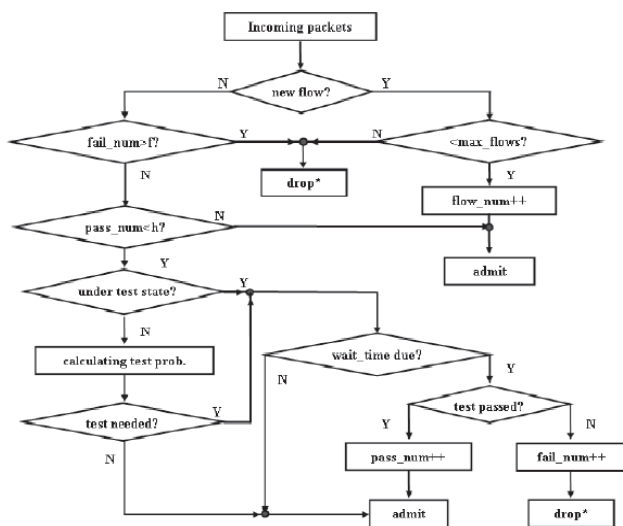 Incoming packets
N
new flow?
Y
fail_num>f?
Y
N
<max_flows?
N
drop*
Y
flow_num++
pass_num<h?
N
Y
admit
under test state?
Y
N
wait_time due?
calculating test prob.
N
Y
test needed?
Y
test passed?
Y
N
N
pass_num++
fail_num++
admit
drop*